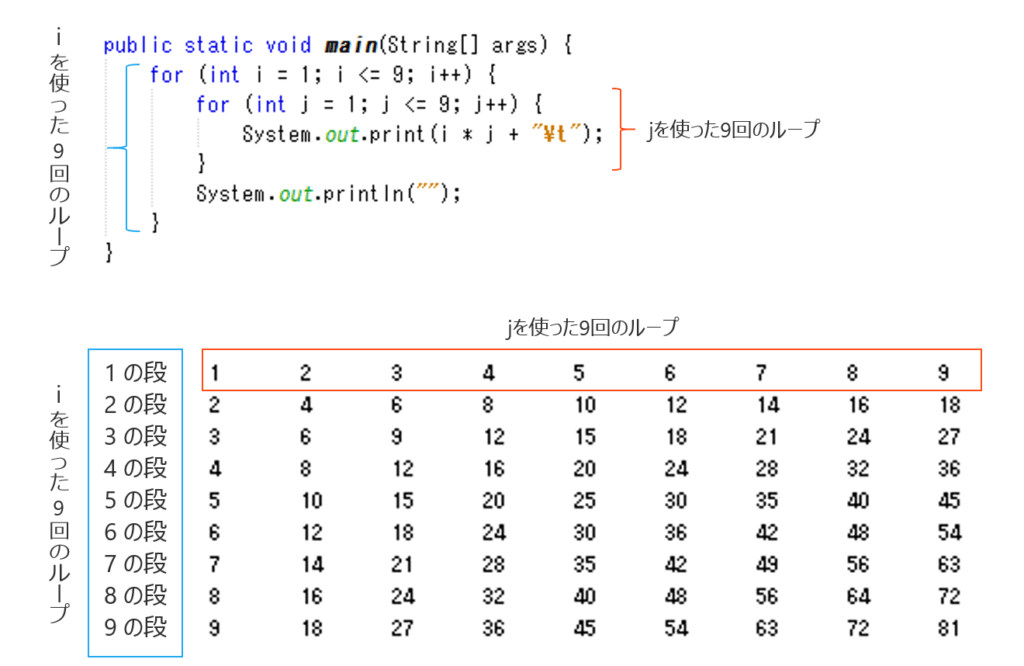 iを使った9回のループ
public static void main(String[] args) {
for (int i = 1; i <= 9; i++) {
for (int j = 1; j <= 9; j++) {
System.out.print(i * j + "¥t");
}
System.out.println("");
}
}
jを使った9回のループ
jを使った9回のループ
iを使った9回のループ
1の段 1 2 3 4 5 6 7 8 9
2の段 2 4 6 8 10 12 14 16 18
3の段 3 6 9 12 15 18 21 24 27
4の段 4 8 12 16 20 24 28 32 36
5の段 5 10 15 20 25 30 35 40 45
6の段 6 12 18 24 30 36 42 48 54
7の段 7 14 21 28 35 42 49 56 63
8の段 8 16 24 32 40 48 56 64 72
9の段 9 18 27 36 45 54 63 72 81